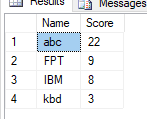 Results Messages
Name Score
1 abc 22
2 FPT 9
3 IBM 8
4 kbd 3